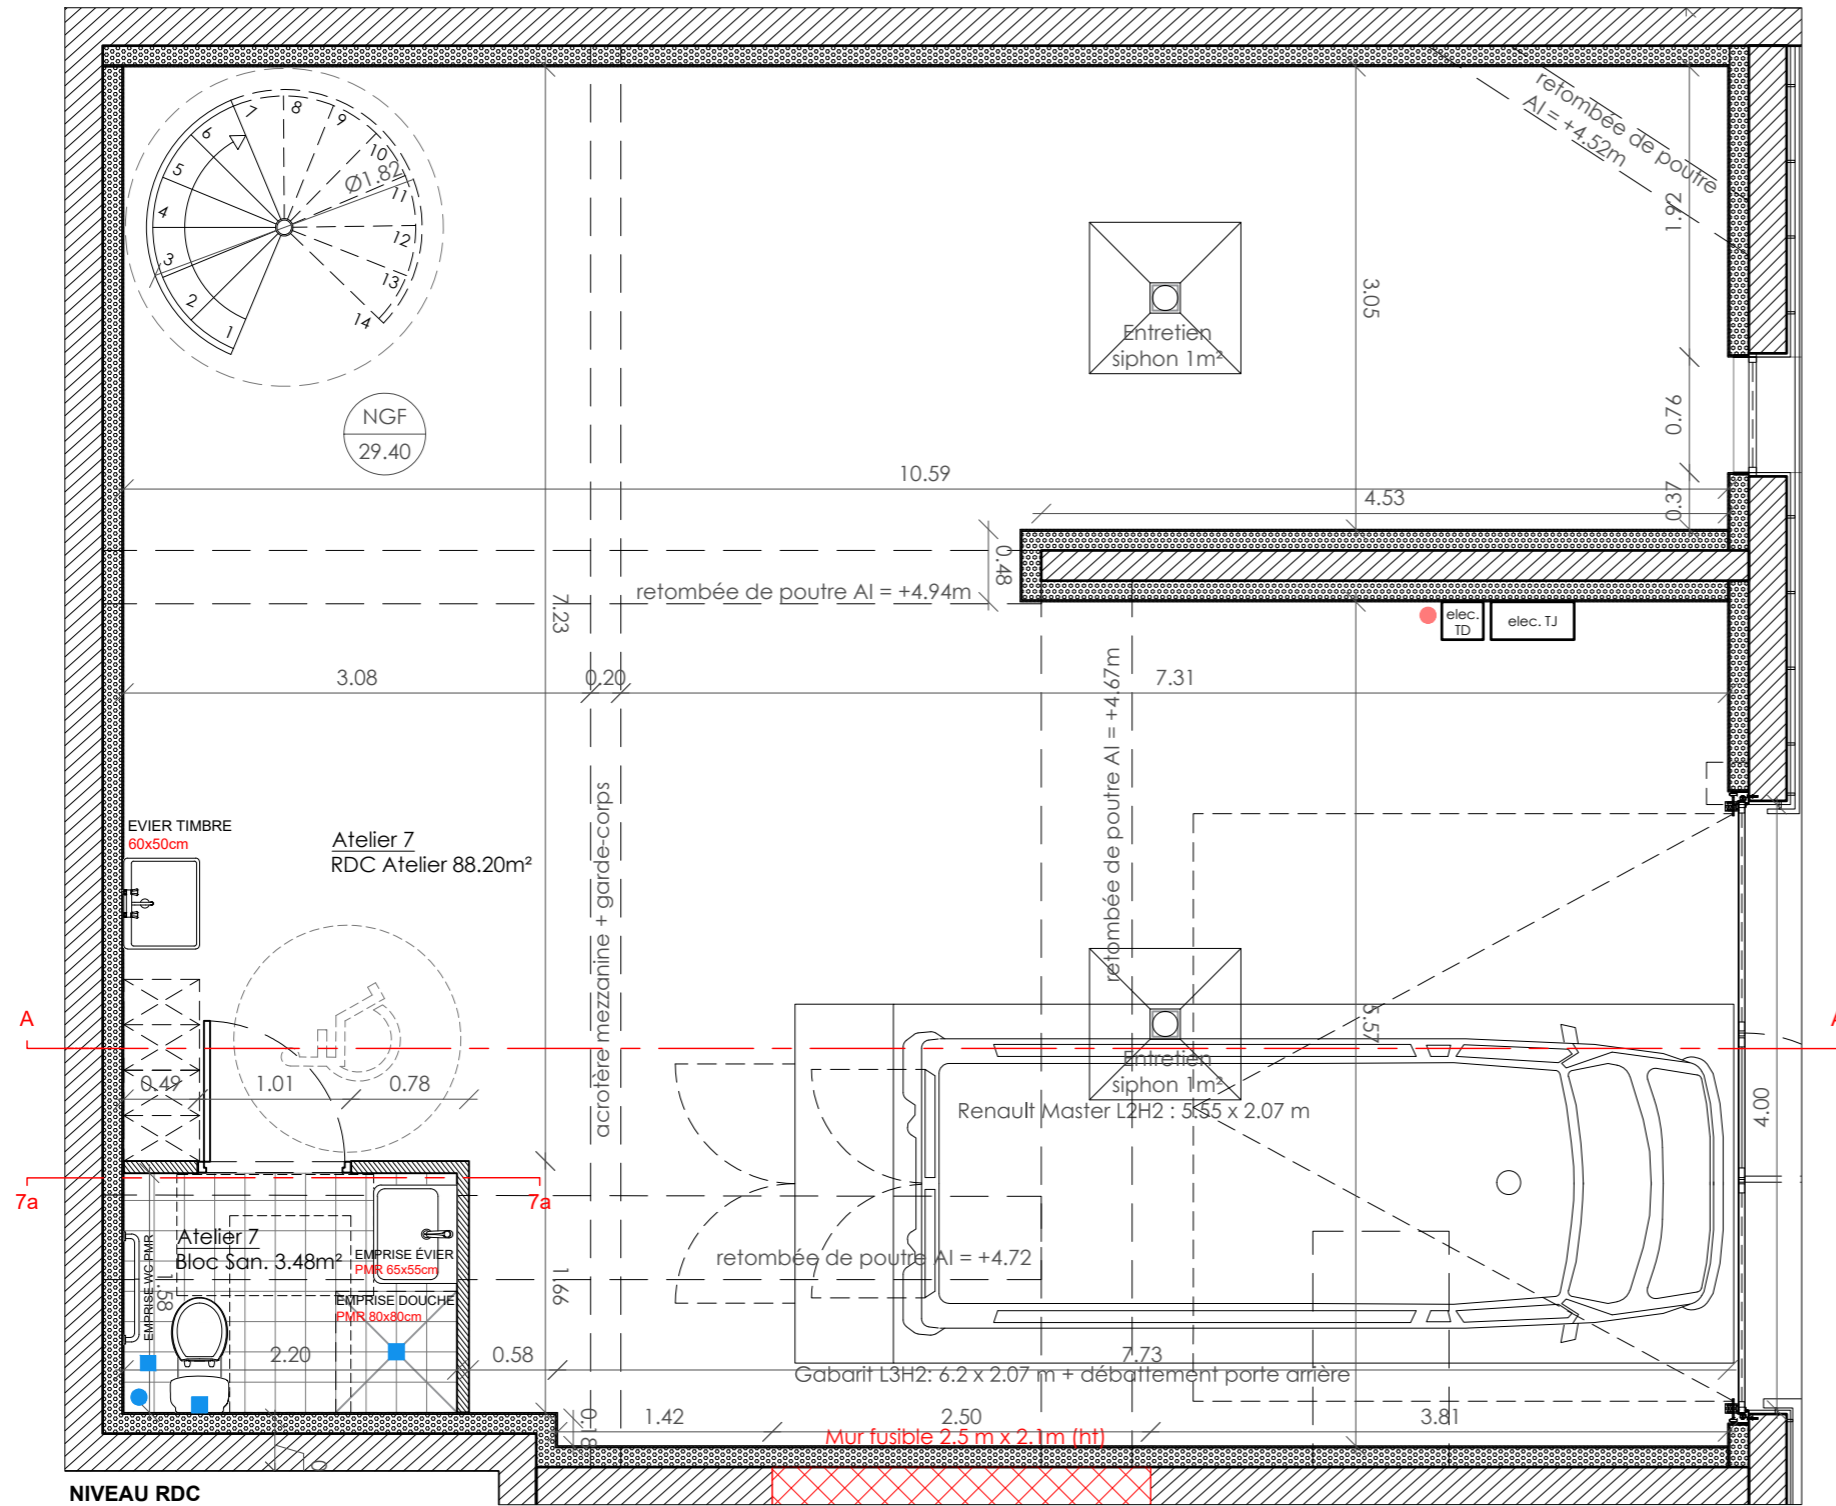 retombée de poutre
AI = +4.52m
1
2
3
4
5
6
7
8
9
10
11
12
13
14
Ø1.82
1.92
3.05
Entretien
siphon 1m²
NGF
29.40
0.76
10.59
4.53
0.37
0.48
retombée de poutre AI = +4.94m
7.23
elec.
TD
elec. TJ
3.08
0.20
7.31
retombée de poutre AI = +4.67m
acrotère mezzanine + garde-corps
EVIER TIMBRE
60x50cm
Atelier 7
RDC Atelier 88.20m²
A
A
5.57
Entretien
siphon 1m²
0.49
1.01
0.78
Renault Master L2H2 : 5.55 x 2.07 m
4.00
7a
7a
Atelier 7
Bloc San. 3.48m²
EMPRISE ÉVIER
PMR 65x55cm
retombée de poutre AI = +4.72
EMPRISE WC PMR
1.58
EMPRISE DOUCHE
PMR 80x80cm
1.66
2.20
0.58
7.73
Gabarit L3H2: 6.2 x 2.07 m + débattement porte arrière
0.18
1.42
2.50
3.81
Mur fusible 2.5 m x 2.1m (ht)
NIVEAU RDC